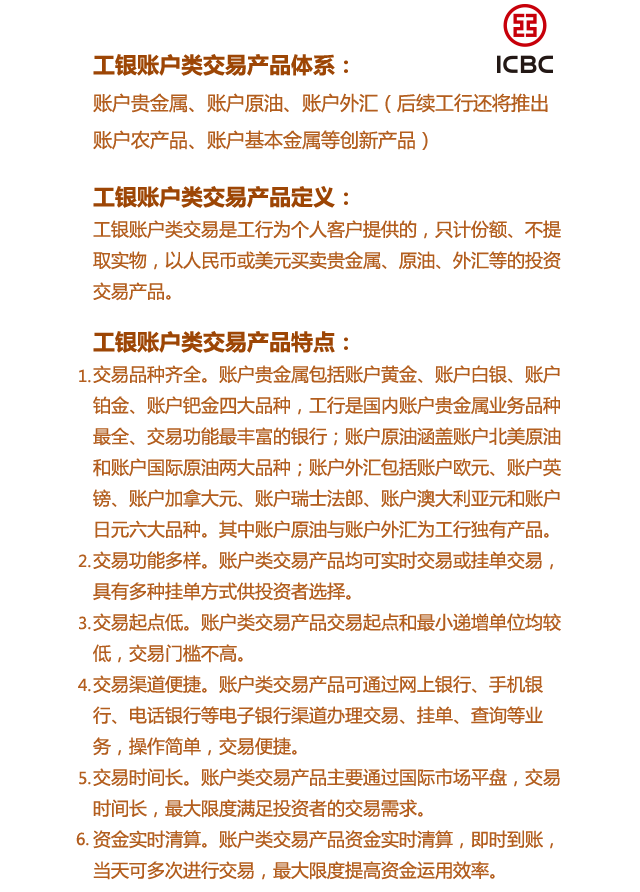 ICBC
工银账户类交易产品体系：
账户贵金属、账户原油、账户外汇（后续工行还将推出
账户农产品、账户基本金属等创新产品）
工银账户类交易产品定义：
工银账户类交易是工行为个人客户提供的，只计份额、不提
取实物，以人民币或美元买卖贵金属、原油、外汇等的投资
交易产品。
工银账户类交易产品特点：
1.交易品种齐全。账户贵金属包括账户黄金、账户白银、账户
铂金、账户钯金四大品种，工行是国内账户贵金属业务品种
最全、交易功能最丰富的银行；账户原油涵盖账户北美原油
和账户国际原油两大品种；账户外汇包括账户欧元、账户英
镑、账户加拿大元、账户瑞士法郎、账户澳大利亚元和账户
日元六大品种。其中账户原油与账户外汇为工行独有产品。
2.交易功能多样。账户类交易产品均可实时交易或挂单交易，
具有多种挂单方式供投资者选择。
3.交易起点低。账户类交易产品交易起点和最小递增单位均较
低，交易门槛不高。
4.交易渠道便捷。账户类交易产品可通过网上银行、手机银
行、电话银行等电子银行渠道办理交易、挂单、查询等业
务，操作简单，交易便捷。
5.交易时间长。账户类交易产品主要通过国际市场平盘，交易
时间长，最大限度满足投资者的交易需求。
6.资金实时清算。账户类交易产品资金实时清算，即时到账，
当天可多次进行交易，最大限度提高资金运用效率。